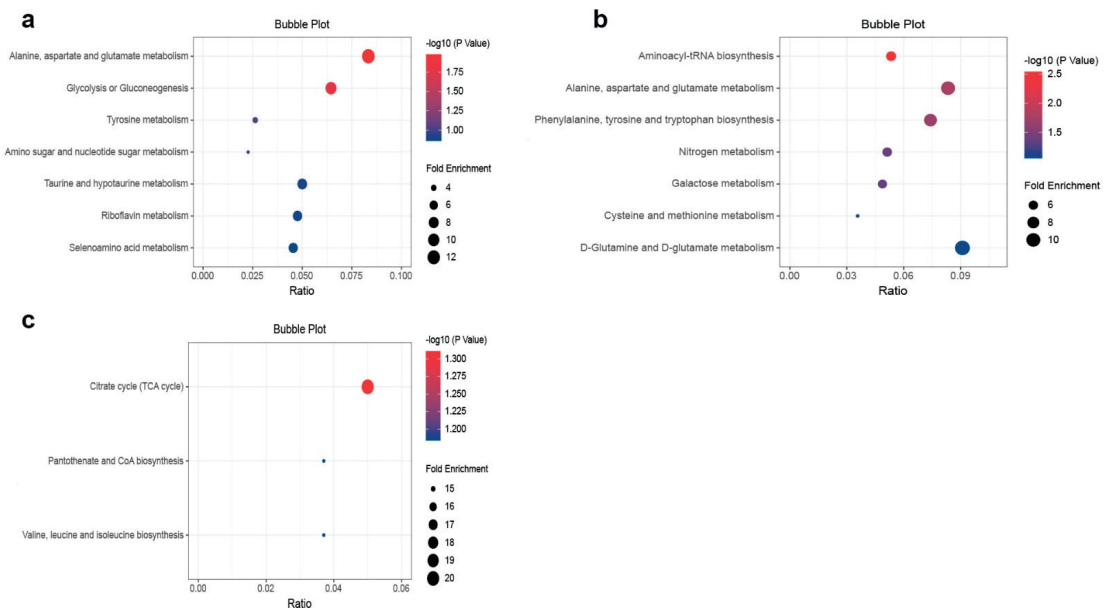 a
Bubble Plot
Alanine, aspartate and glutamate metabolism
Glycolysis or Gluconeogenesis
Tyrosine metabolism
Amino sugar and nucleotide sugar metabolism
Taurine and hypotaurine metabolism
Riboflavin metabolism
Selenoamino acid metabolism
0.000 0.025 0.050 0.075 0.100
Ratio
-log10 (P Value)
1.75
1.50
1.25
1.00
Fold Enrichment
4
6
8
10
12
b
Bubble Plot
Aminoacyl-tRNA biosynthesis
Alanine, aspartate and glutamate metabolism
Phenylalanine, tyrosine and tryptophan biosynthesis
Nitrogen metabolism
Galactose metabolism
Cysteine and methionine metabolism
D-Glutamine and D-glutamate metabolism
0.00 0.03 0.06 0.09
Ratio
-log10 (P Value)
2.5
2.0
1.5
Fold Enrichment
6
8
10
c
Bubble Plot
Citrate cycle (TCA cycle)
Pantothenate and CoA biosynthesis
Valine, leucine and isoleucine biosynthesis
0.00 0.02 0.04 0.06
Ratio
-log10 (P Value)
1.300
1.275
1.250
1.225
1.200
Fold Enrichment
15
16
17
18
19
20